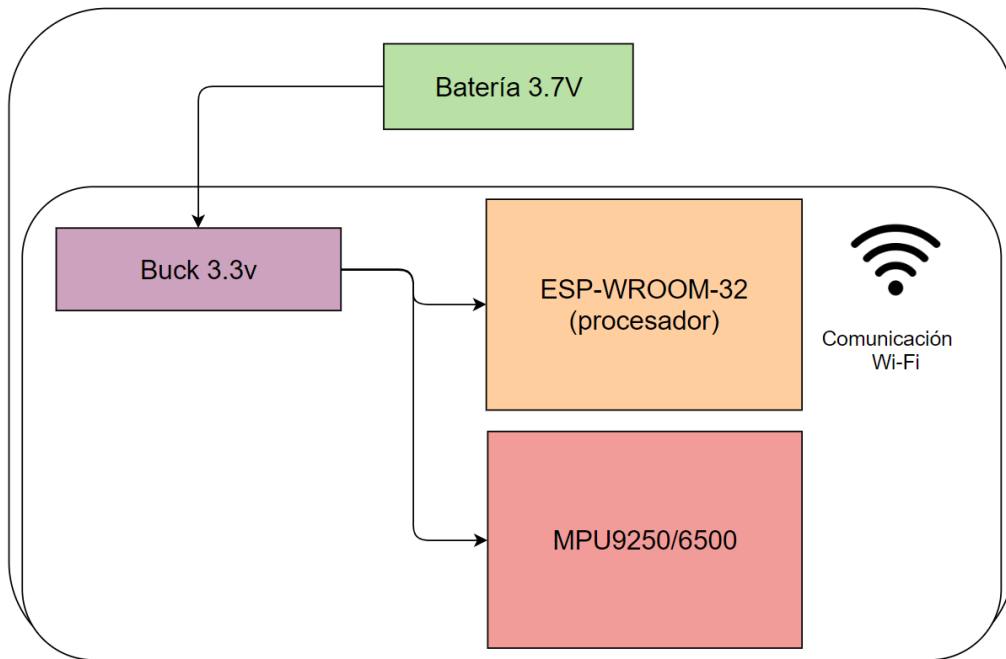 Batería 3.7V
Buck 3.3v
ESP-WROOM-32
(procesador)
Comunicación
Wi-Fi
MPU9250/6500